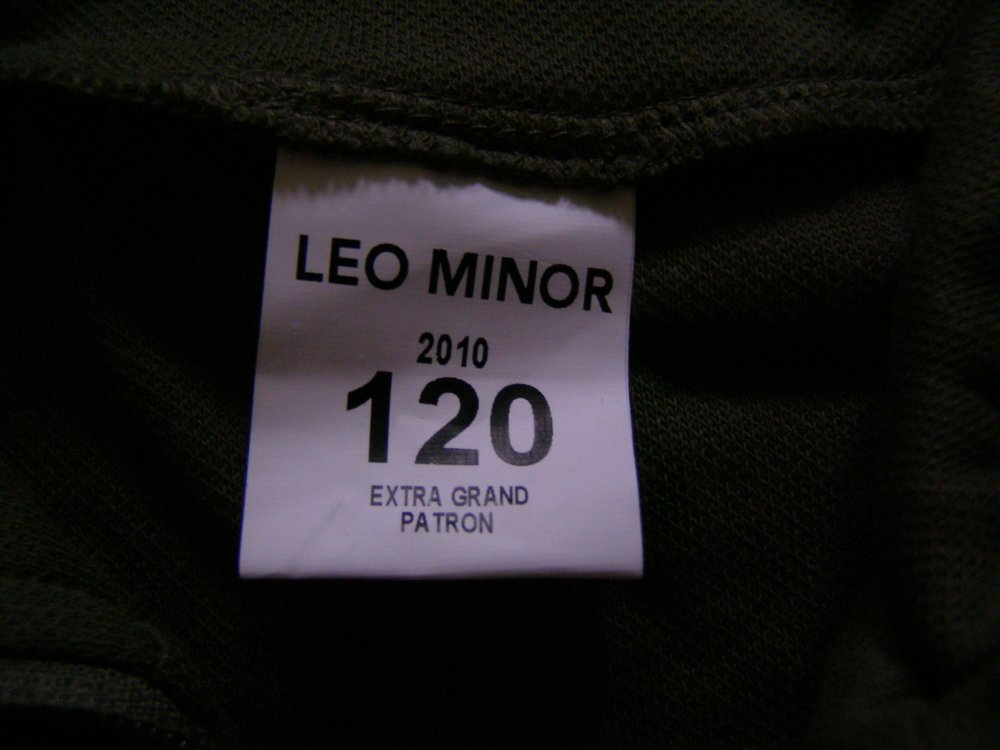 LEO MINOR
2010
120
EXTRA GRAND
PATRON